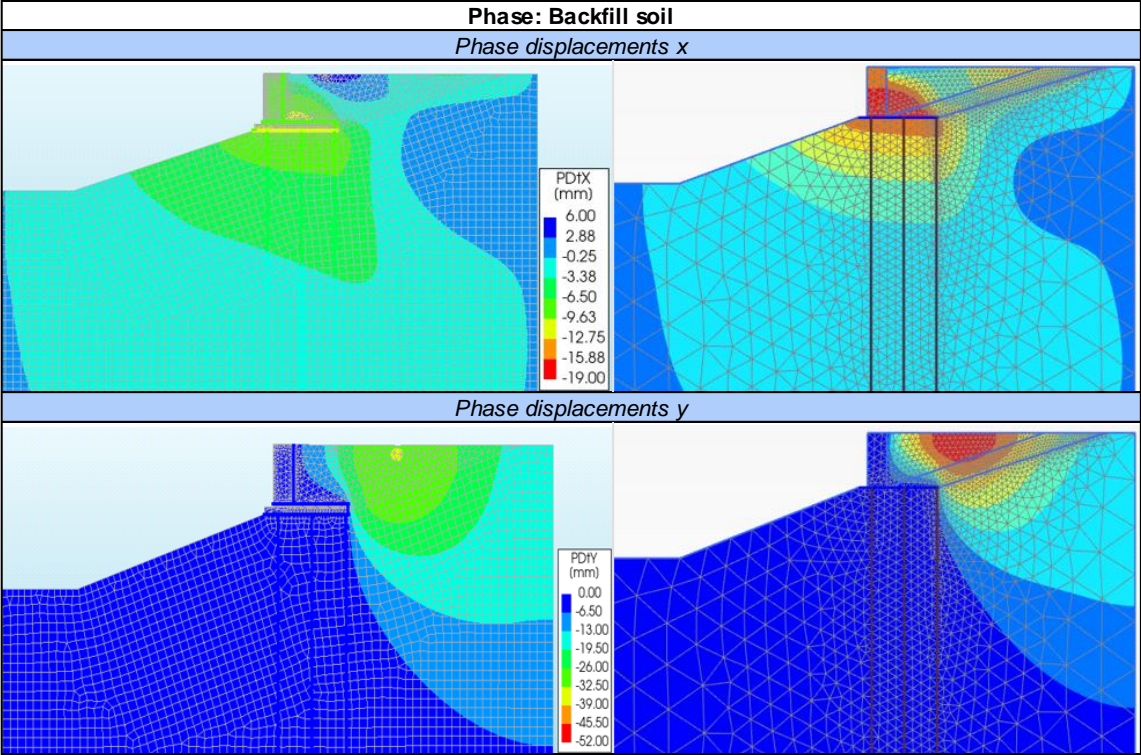 Phase: Backfill soil
Phase displacements x
PDtX
(mm)
6.00
2.88
-0.25
-3.38
-6.50
-9.63
-12.75
-15.88
-19.00
Phase displacements y
PDtY
(mm)
0.00
-6.50
-13.00
-19.50
-26.00
-32.50
-39.00
-45.50
-52.00